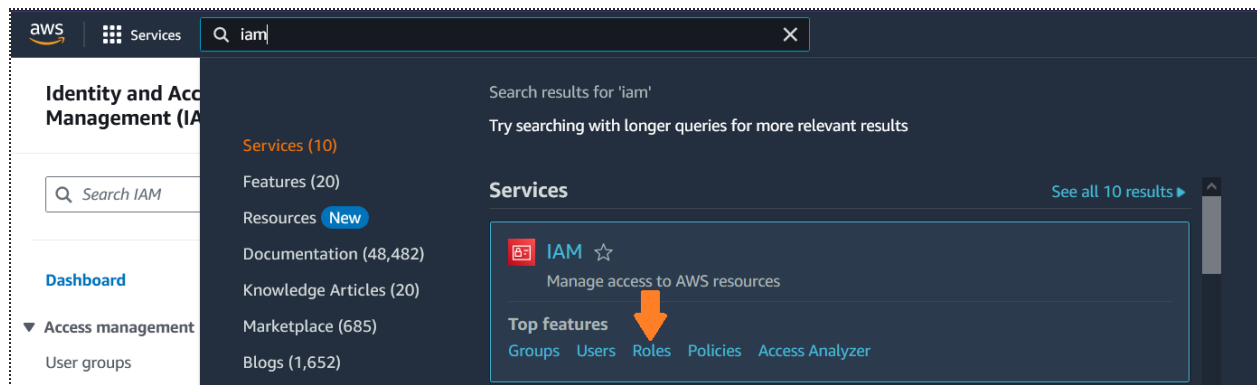 aws
Services
iam
Identity and Acc
Management (IA
Search IAM
Dashboard
Access management
User groups
Services (10)
Features (20)
Resources New
Documentation (48,482)
Knowledge Articles (20)
Marketplace (685)
Blogs (1,652)
Search results for 'iam'
Try searching with longer queries for more relevant results
Services
See all 10 results
IAM
Manage access to AWS resources
Top features
Groups Users Roles Policies Access Analyzer